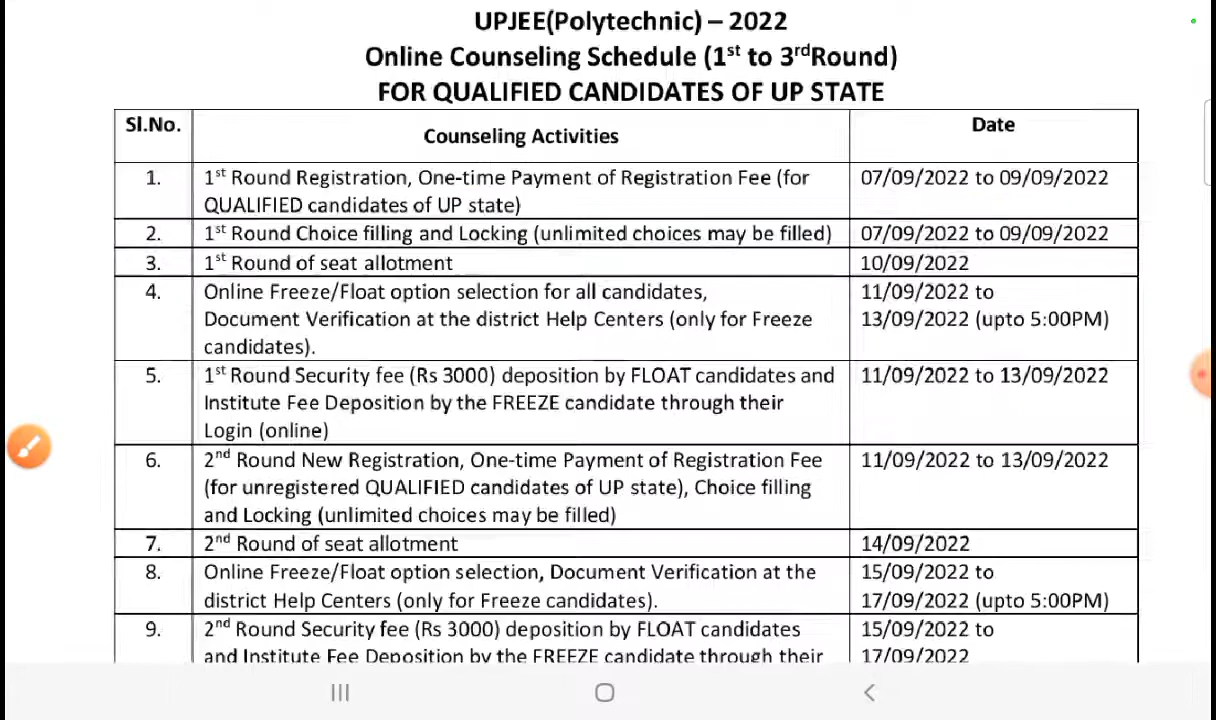 UPJEE(Polytechnic) – 2022
Online Counseling Schedule (1st to 3rdRound)
FOR QUALIFIED CANDIDATES OF UP STATE
Sl.No. Counseling Activities Date
1. 1st Round Registration, One-time Payment of Registration Fee (for 07/09/2022 to 09/09/2022
QUALIFIED candidates of UP state)
2. 1st Round Choice filling and Locking (unlimited choices may be filled) 07/09/2022 to 09/09/2022
3. 1st Round of seat allotment 10/09/2022
4. Online Freeze/Float option selection for all candidates, 11/09/2022 to
Document Verification at the district Help Centers (only for Freeze 13/09/2022 (upto 5:00PM)
candidates).
5. 1st Round Security fee (Rs 3000) deposition by FLOAT candidates and 11/09/2022 to 13/09/2022
Institute Fee Deposition by the FREEZE candidate through their
Login (online)
6. 2nd Round New Registration, One-time Payment of Registration Fee 11/09/2022 to 13/09/2022
(for unregistered QUALIFIED candidates of UP state), Choice filling
and Locking (unlimited choices may be filled)
7. 2nd Round of seat allotment 14/09/2022
8. Online Freeze/Float option selection, Document Verification at the 15/09/2022 to
district Help Centers (only for Freeze candidates). 17/09/2022 (upto 5:00PM)
9. 2nd Round Security fee (Rs 3000) deposition by FLOAT candidates 15/09/2022 to
and Institute Fee Deposition by the FREEZE candidate through their 17/09/2022